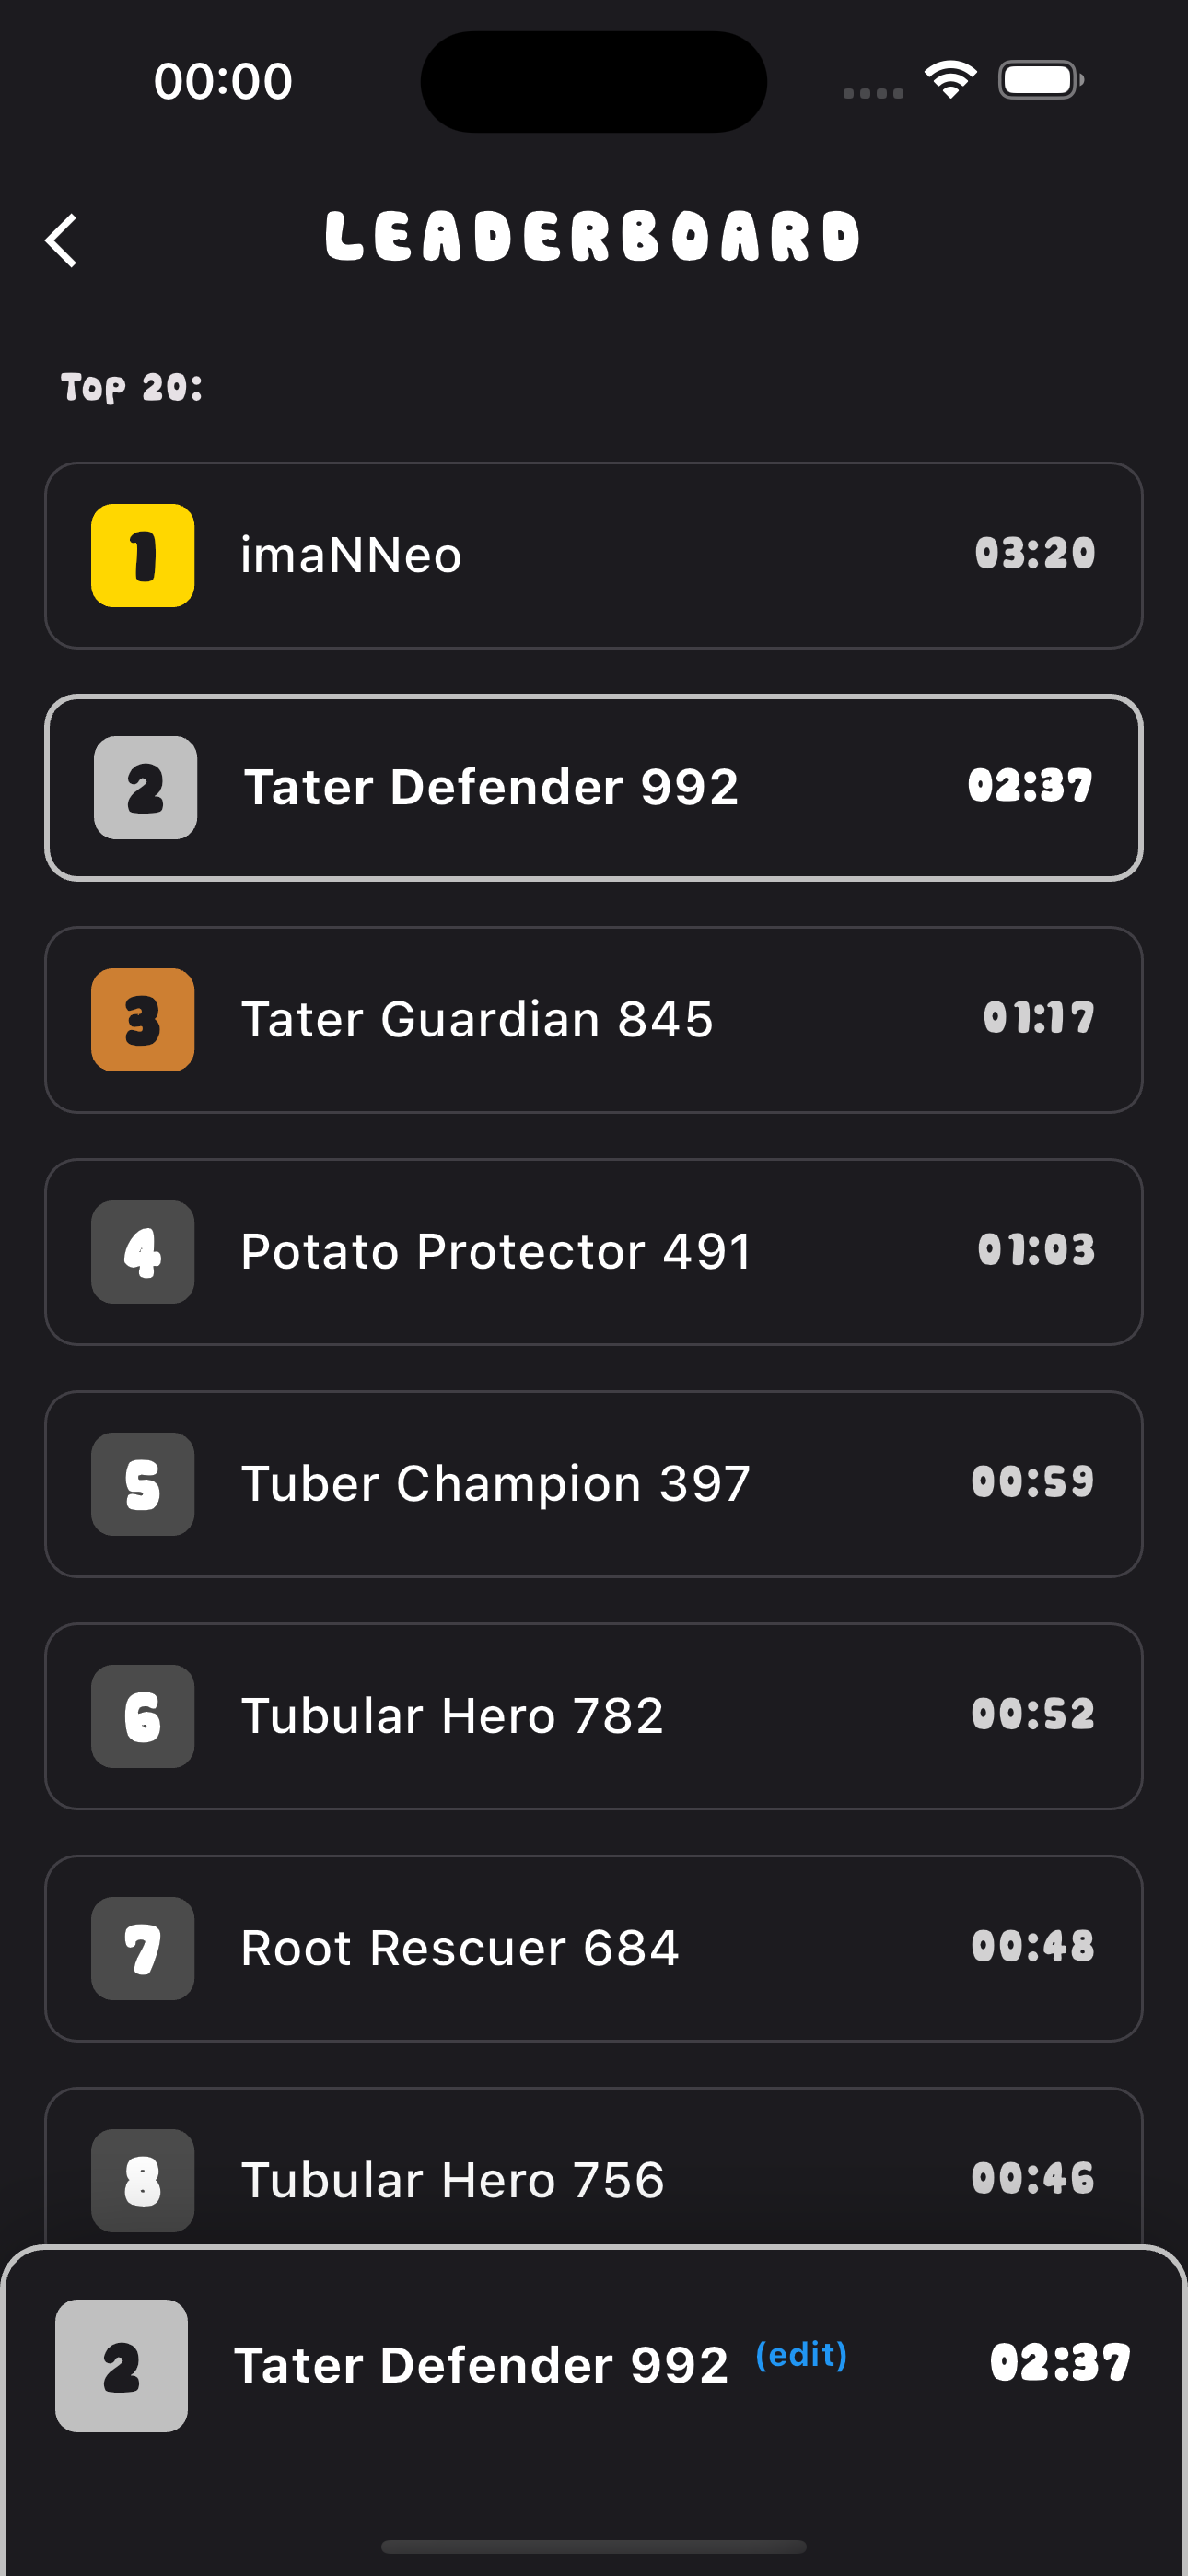 00:00
LEADERBOARD
Top 20:
1 imaNNeo 03:20
2 Tater Defender 992 02:37
3 Tater Guardian 845 01:17
4 Potato Protector 491 01:03
5 Tuber Champion 397 00:59
6 Tubular Hero 782 00:52
7 Root Rescuer 684 00:48
8 Tubular Hero 756 00:46
2 Tater Defender 992 (edit) 02:37